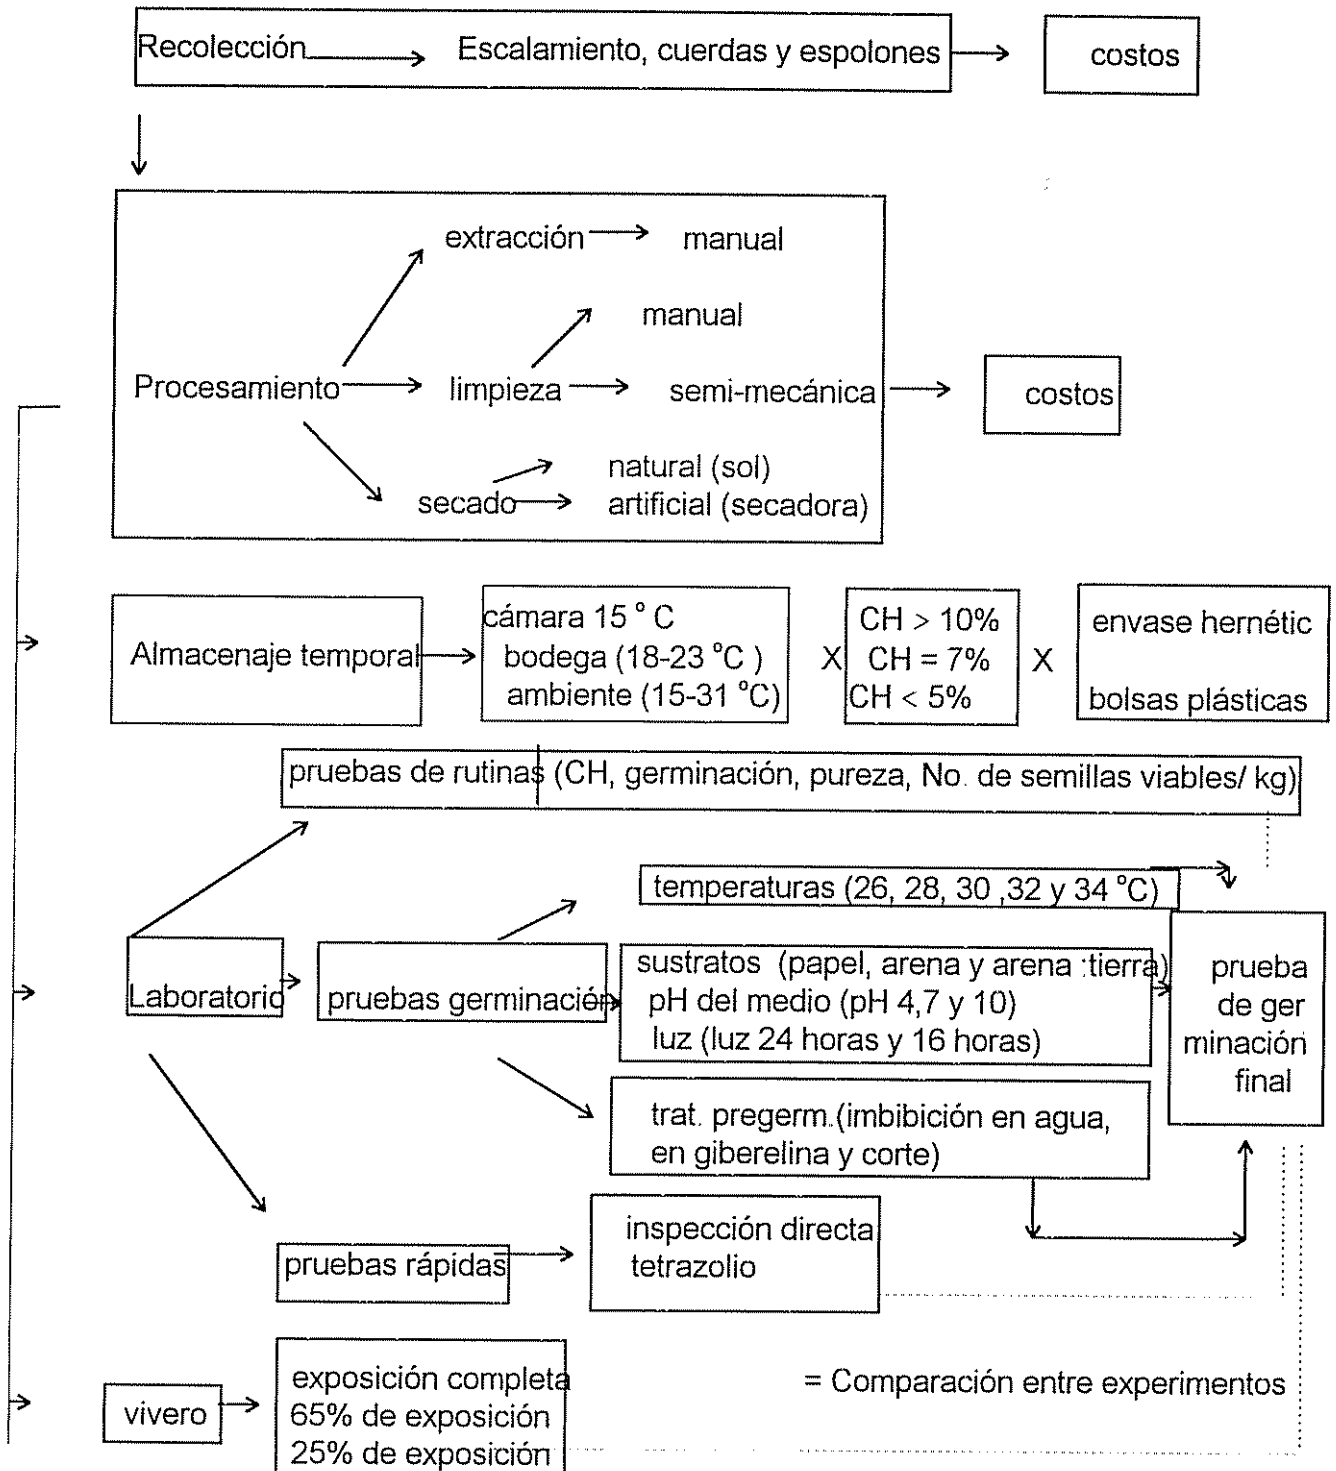 Recolección Escalamiento, cuerdas y espolones costos
extracción manual
manual
Procesamiento limpieza semi-mecánica costos
natural (sol)
secado artificial (secadora)
Almacenaje temporal
cámara 15 °C
bodega (18-23 °C )
ambiente (15-31 °C)
X
CH > 10%
CH = 7%
CH < 5%
X
envase hernétic
bolsas plásticas
pruebas de rutinas (CH, germinación, pureza, No. de semillas viables/ kg)
temperaturas (26, 28, 30 ,32 y 34 °C)
Laboratorio
pruebas germinación
sustratos (papel, arena y arena :tierra)
pH del medio (pH 4,7 y 10)
luz (luz 24 horas y 16 horas)
prueba
de ger
minación
final
trat. pregerm.(imbibición en agua,
en giberelina y corte)
pruebas rápidas
inspección directa
tetrazolio
vivero
exposición completa
65% de exposición
25% de exposición
= Comparación entre experimentos